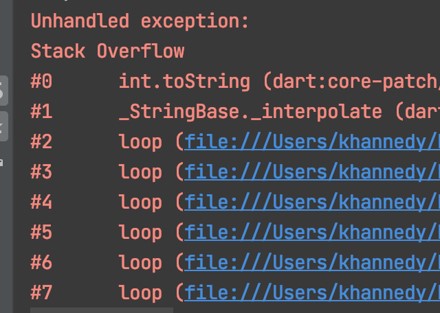 Unhandled exception:
Stack Overflow
#0 int.toString (dart:core-patch/
#1 _StringBase._interpolate (dar
#2 loop (file:///Users/khannedy/
#3 loop (file:///Users/khannedy/
#4 loop (file:///Users/khannedy/
#5 loop (file:///Users/khannedy/
#6 loop (file:///Users/khannedy/
#7 loop (file:///Users/khannedy/